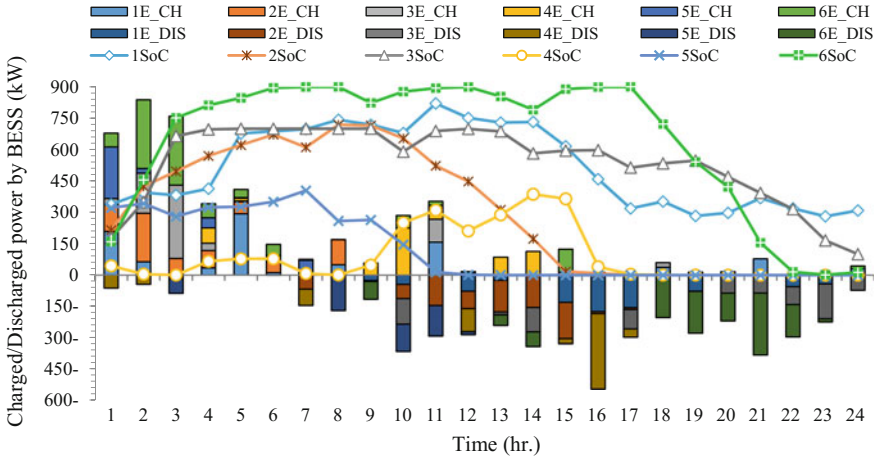 1E_CH 2E_CH 3E_CH 4E_CH 5E_CH 6E_CH
1E_DIS 2E_DIS 3E_DIS 4E_DIS 5E_DIS 6E_DIS
1SoC 2SoC 3SoC 4SoC 5SoC 6SoC
Charged/Discharged power by BESS (kW)
900
750
600
450
300
150
0
150-
300-
450-
600-
1 2 3 4 5 6 7 8 9 10 11 12 13 14 15 16 17 18 19 20 21 22 23 24
Time (hr.)